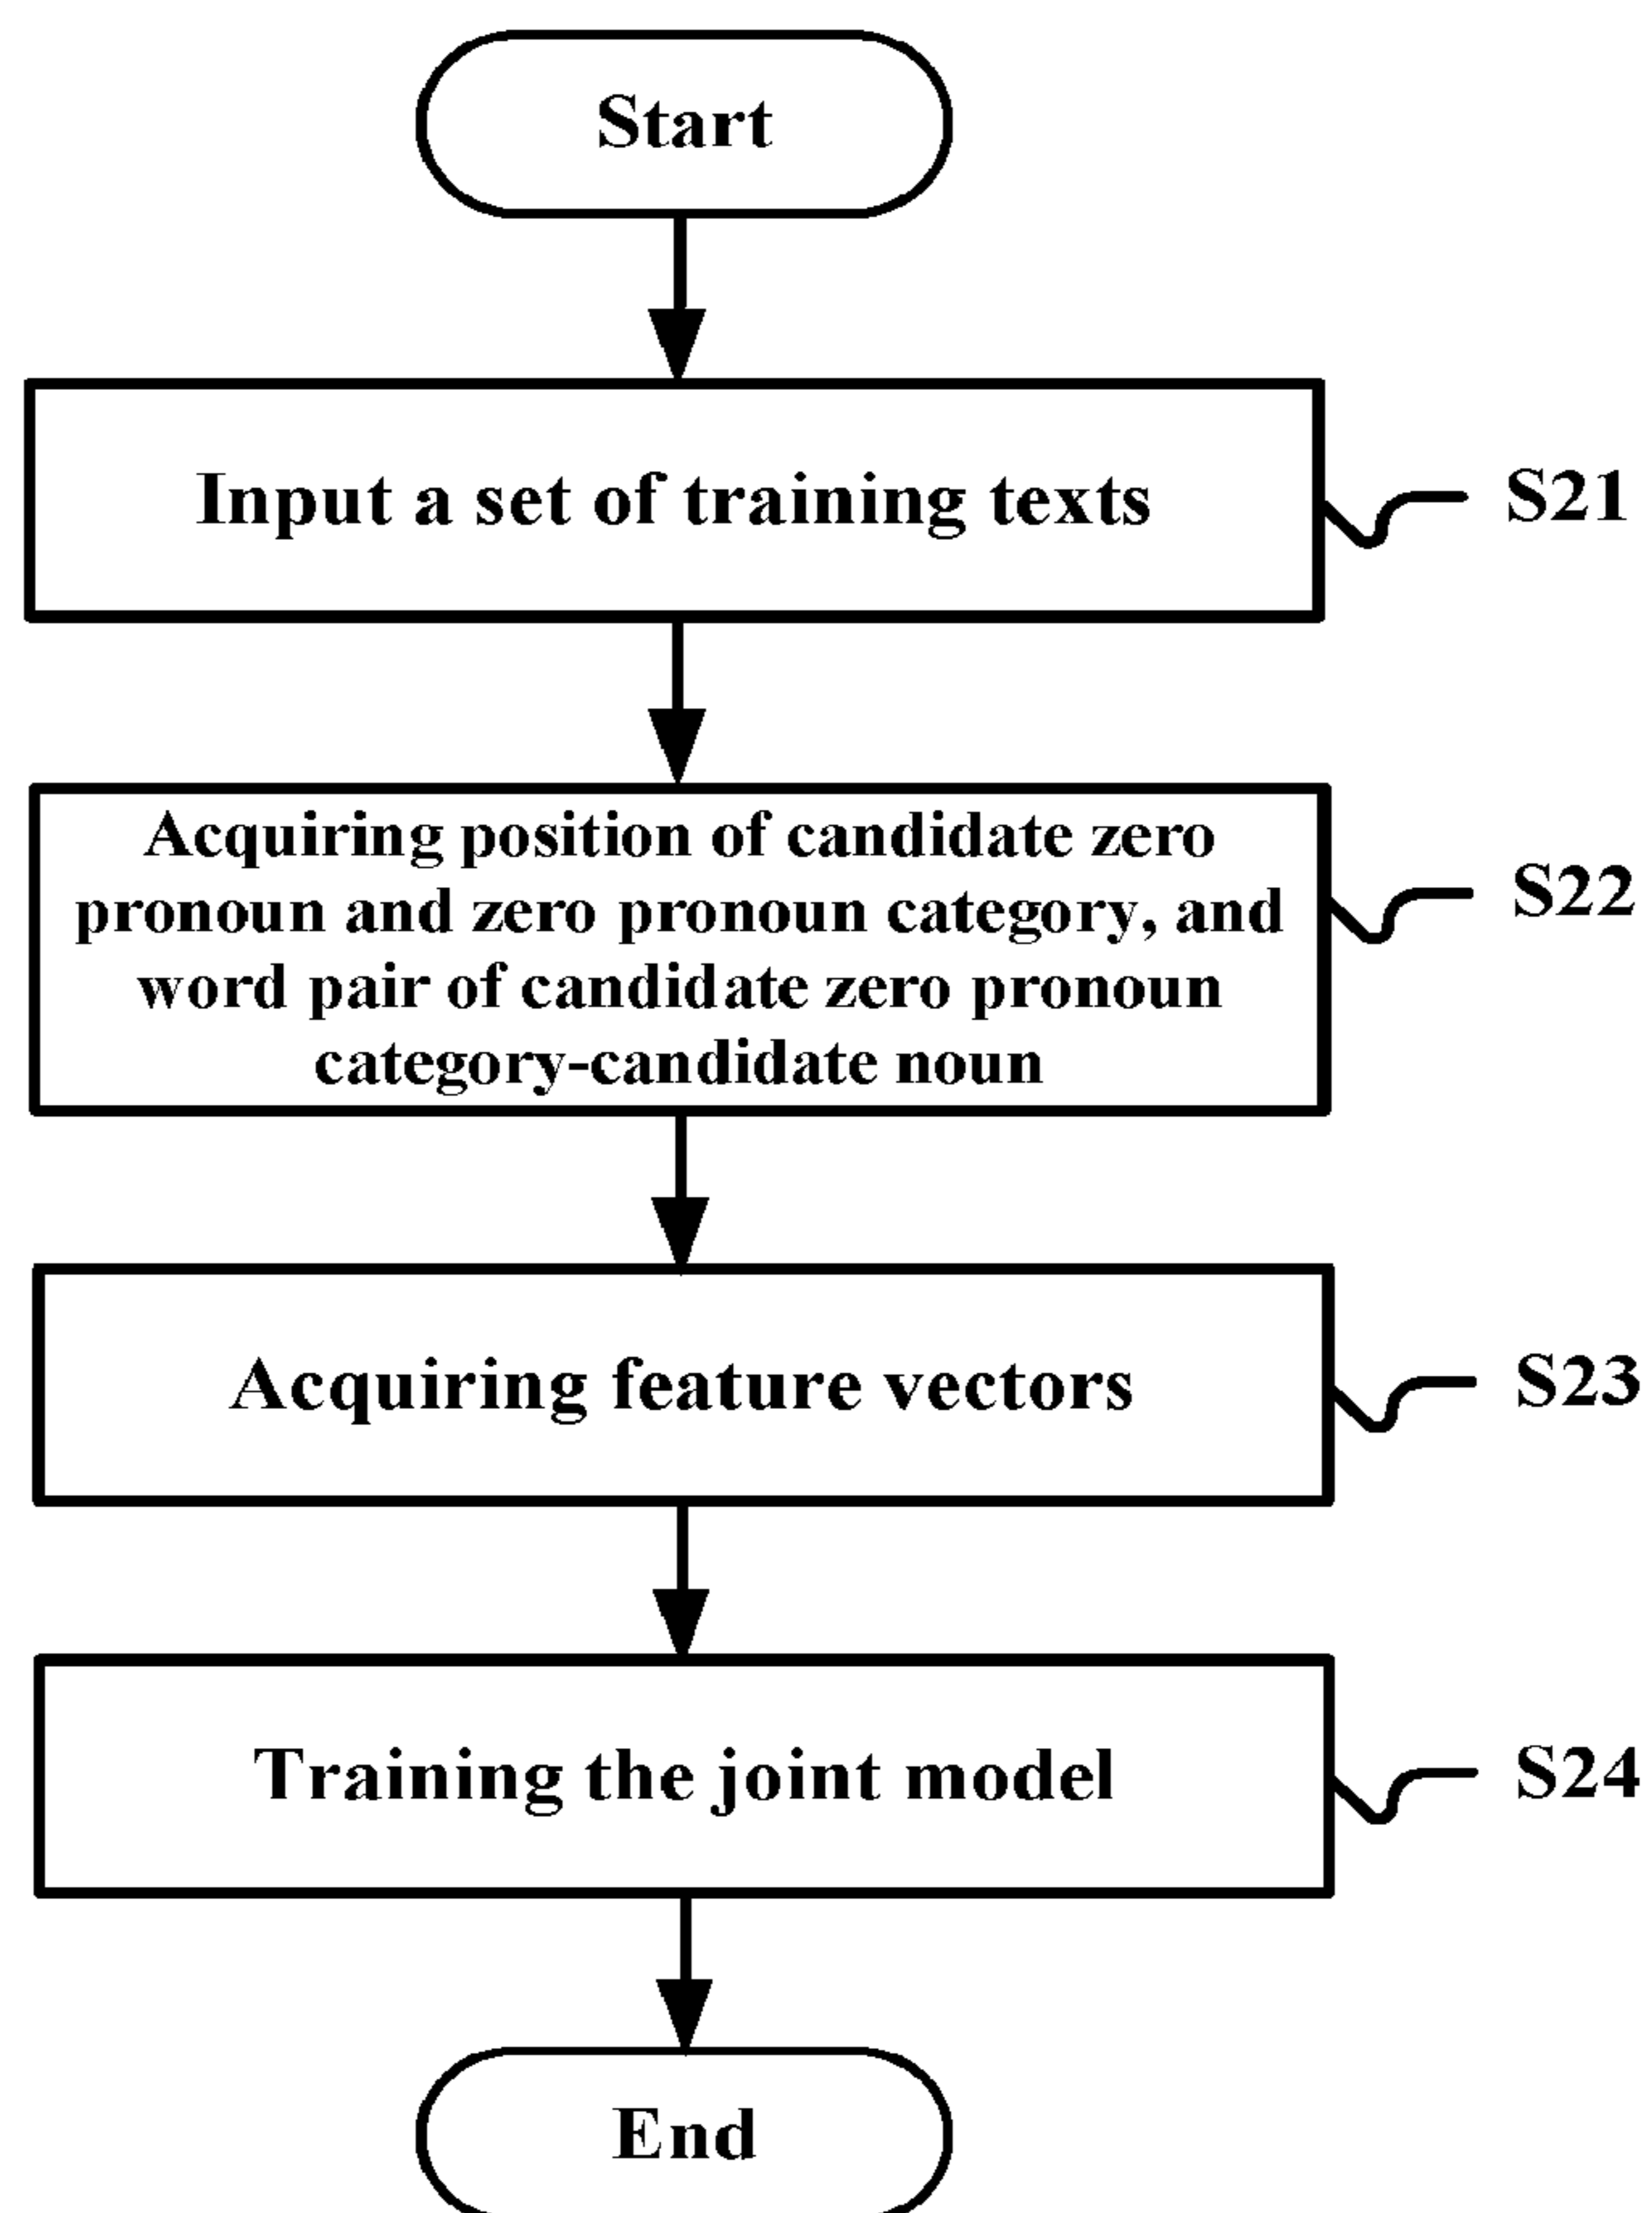 Start
Input a set of training texts
S21
Acquiring position of candidate zero
pronoun and zero pronoun category, and
word pair of candidate zero pronoun
category-candidate noun
S22
Acquiring feature vectors
S23
Training the joint model
S24
End